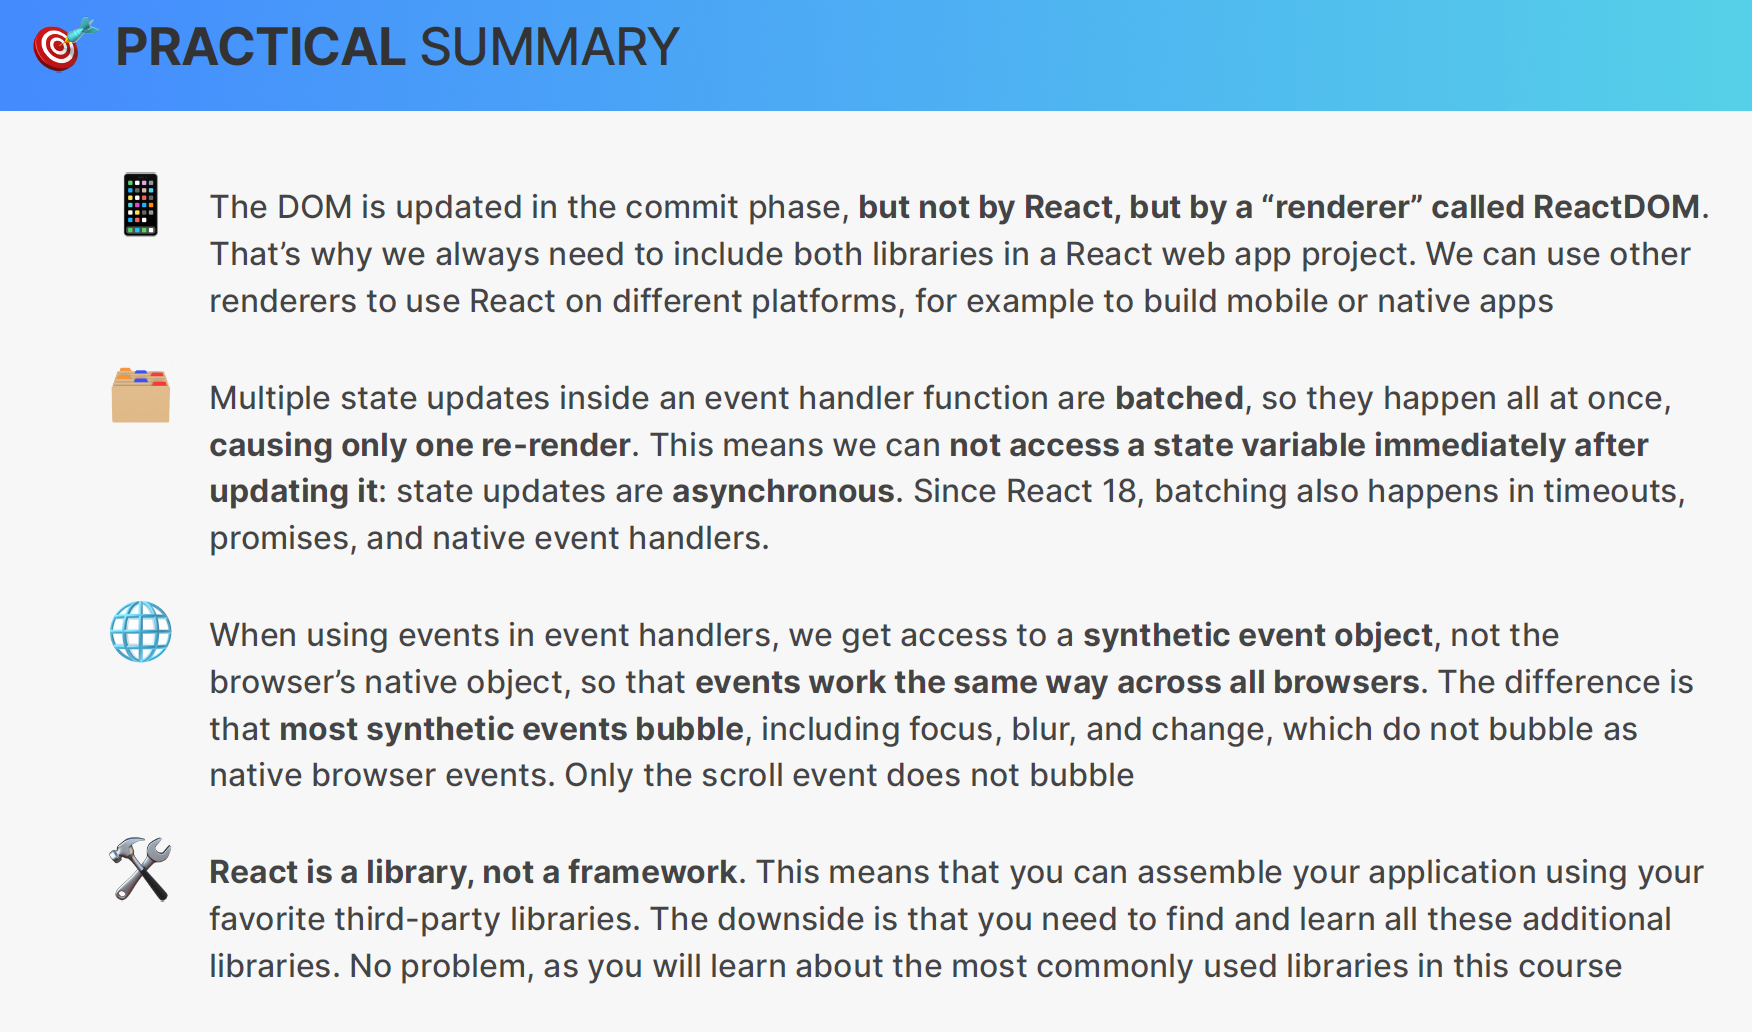 PRACTICAL SUMMARY
The DOM is updated in the commit phase, but not by React, but by a “renderer” called ReactDOM.
That’s why we always need to include both libraries in a React web app project. We can use other
renderers to use React on different platforms, for example to build mobile or native apps
Multiple state updates inside an event handler function are batched, so they happen all at once,
causing only one re-render. This means we can not access a state variable immediately after
updating it: state updates are asynchronous. Since React 18, batching also happens in timeouts,
promises, and native event handlers.
When using events in event handlers, we get access to a synthetic event object, not the
browser’s native object, so that events work the same way across all browsers. The difference is
that most synthetic events bubble, including focus, blur, and change, which do not bubble as
native browser events. Only the scroll event does not bubble
React is a library, not a framework. This means that you can assemble your application using your
favorite third-party libraries. The downside is that you need to find and learn all these additional
libraries. No problem, as you will learn about the most commonly used libraries in this course